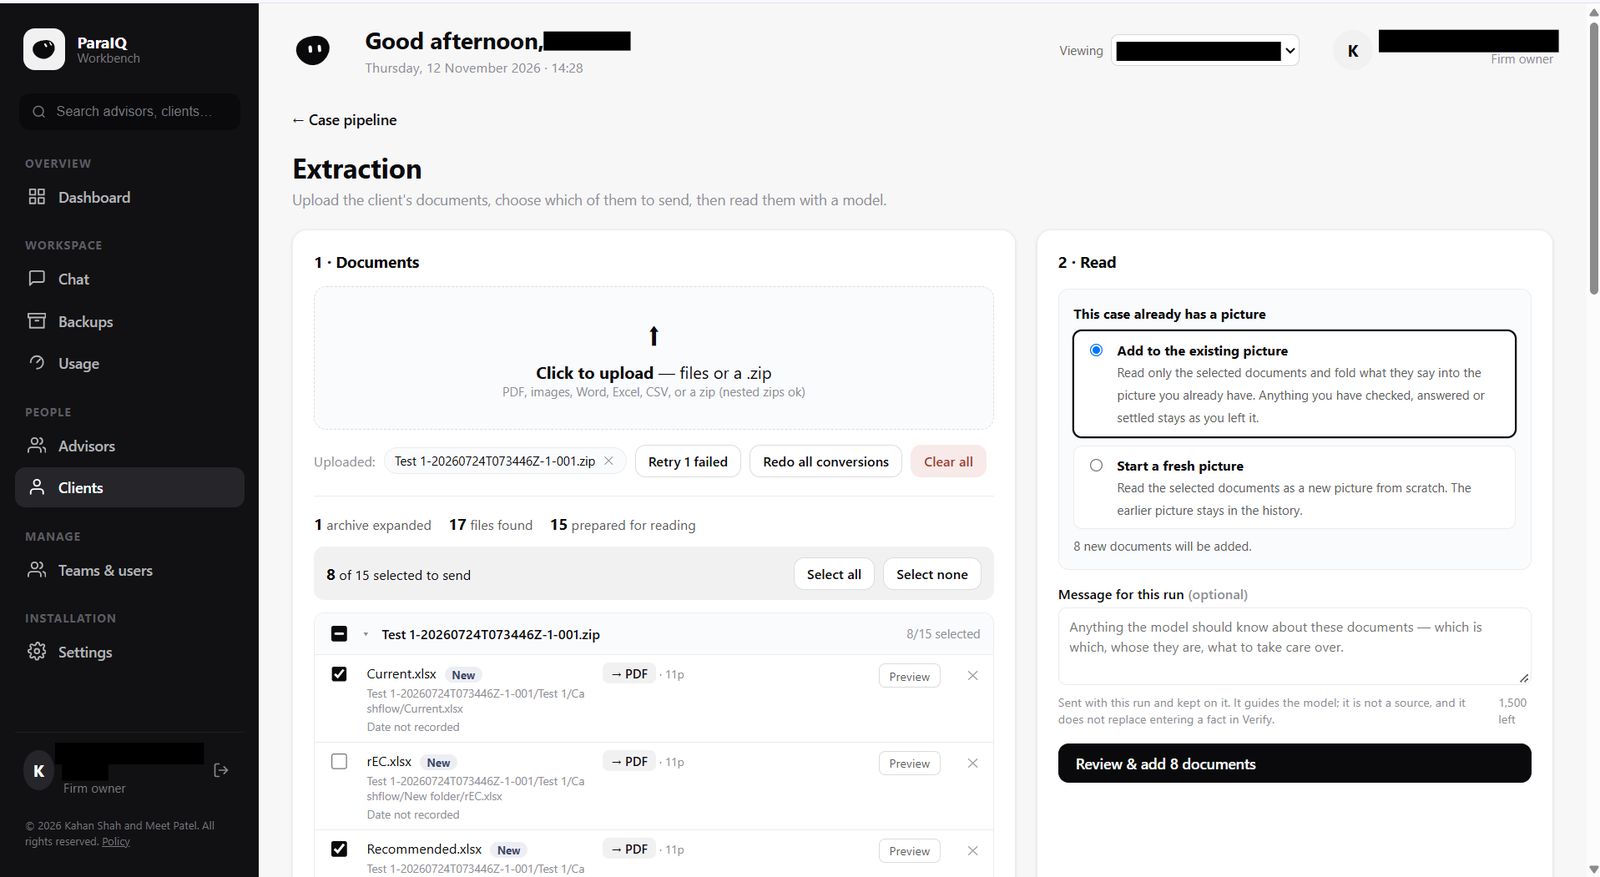 ParaIQ
Workbench
Search advisors, clients…
OVERVIEW
Dashboard
WORKSPACE
Chat
Backups
Usage
PEOPLE
Advisors
Clients
MANAGE
Teams & users
INSTALLATION
Settings
K
Firm owner
© 2026 Kahan Shah and Meet Patel. All
rights reserved. Policy
Good afternoon,
Thursday, 12 November 2026 · 14:28
Viewing
K
Firm owner
← Case pipeline
Extraction
Upload the client's documents, choose which of them to send, then read them with a model.
1 · Documents
Click to upload — files or a .zip
PDF, images, Word, Excel, CSV, or a zip (nested zips ok)
Uploaded: Test 1-20260724T073446Z-1-001.zip × Retry 1 failed Redo all conversions Clear all
1 archive expanded 17 files found 15 prepared for reading
8 of 15 selected to send Select all Select none
Test 1-20260724T073446Z-1-001.zip 8/15 selected
Current.xlsx New → PDF · 11p Preview ×
Test 1-20260724T073446Z-1-001/Test 1/Ca
shflow/Current.xlsx
Date not recorded
rEC.xlsx New → PDF · 11p Preview ×
Test 1-20260724T073446Z-1-001/Test 1/Ca
shflow/New folder/rEC.xlsx
Date not recorded
Recommended.xlsx New → PDF · 11p Preview ×
Test 1-20260724T073446Z-1-001/Test 1/Ca
2 · Read
This case already has a picture
Add to the existing picture
Read only the selected documents and fold what they say into the
picture you already have. Anything you have checked, answered or
settled stays as you left it.
Start a fresh picture
Read the selected documents as a new picture from scratch. The
earlier picture stays in the history.
8 new documents will be added.
Message for this run (optional)
Anything the model should know about these documents — which is
which, whose they are, what to take care over.
Sent with this run and kept on it. It guides the model; it is not a source, and it
does not replace entering a fact in Verify.
1,500
left
Review & add 8 documents